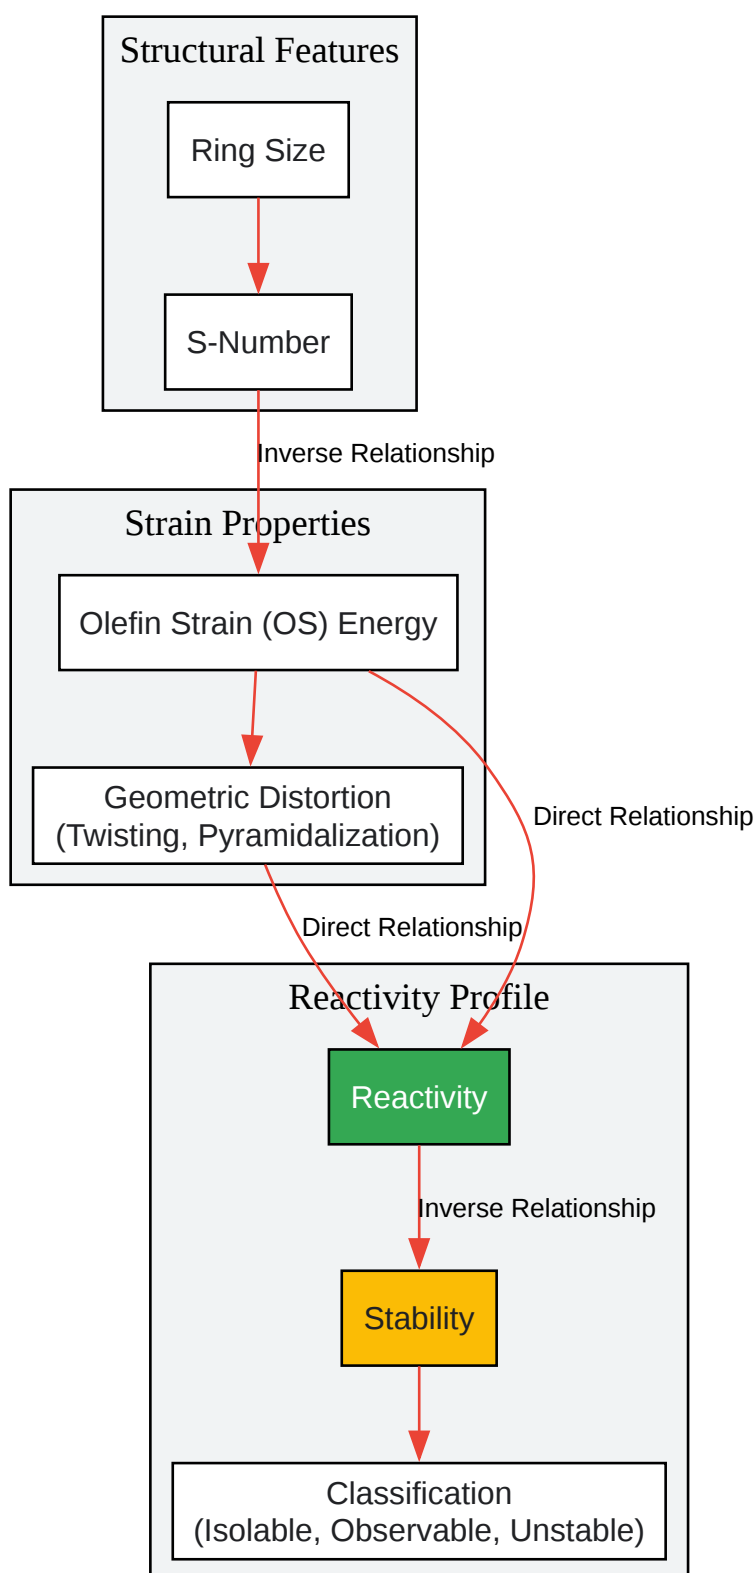 Structural Features
Ring Size
S-Number
Inverse Relationship
Strain Properties
Olefin Strain (OS) Energy
Geometric Distortion
(Twisting, Pyramidalization)
Direct Relationship
Direct Relationship
Reactivity Profile
Reactivity
Inverse Relationship
Stability
Classification
(Isolable, Observable, Unstable)